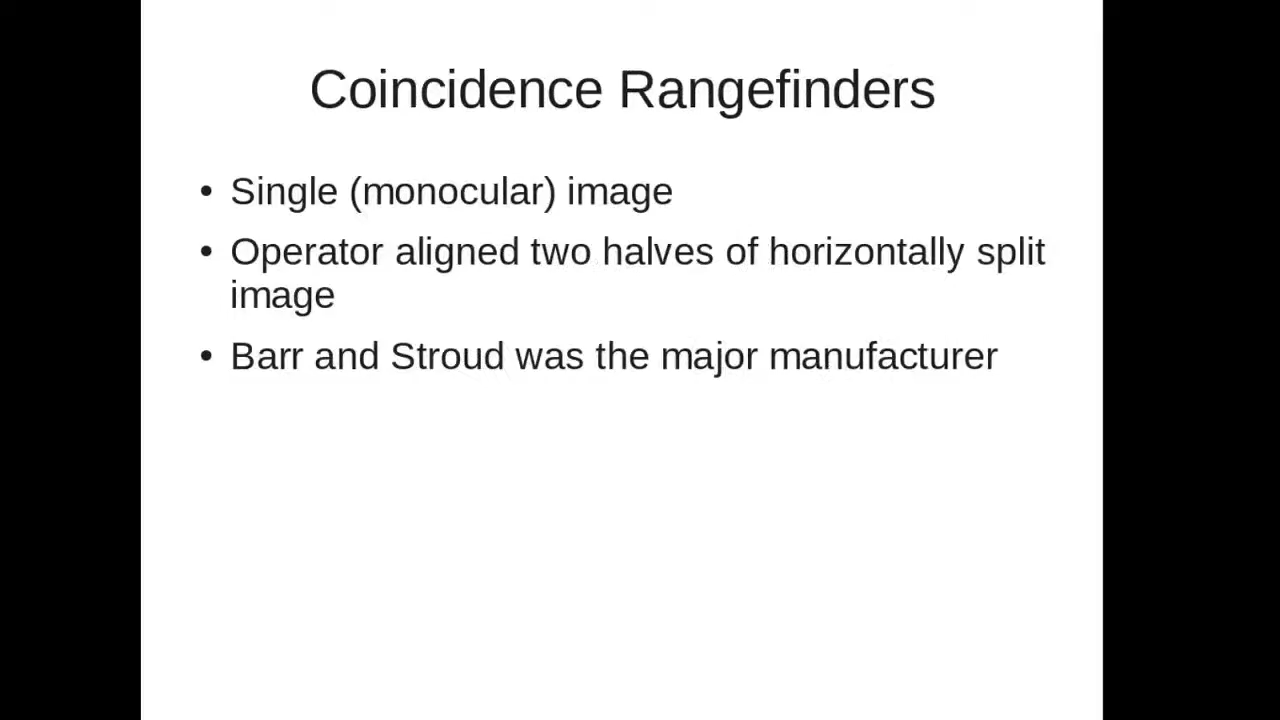 Coincidence Rangefinders
• Single (monocular) image
• Operator aligned two halves of horizontally split
image
• Barr and Stroud was the major manufacturer